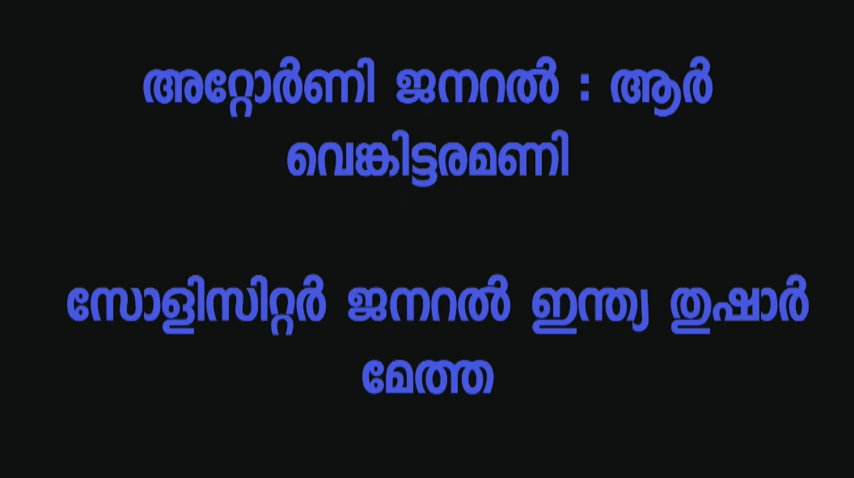 അറ്റോർണി ജനറൽ : ആർ
വെങ്കിട്ടരമണി
സോളിസിറ്റർ ജനറൽ ഇന്ത്യ തുഷാർ
മേത്ത